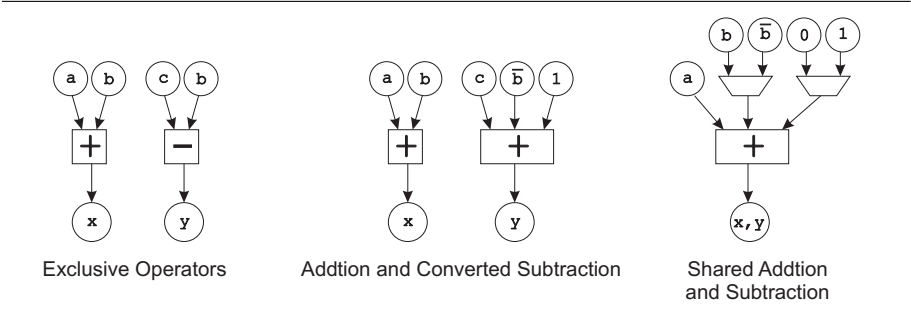 b b̅ 0 1
a b c b a b c b̅ 1 a
+ − + + +
x y x y x,y
Exclusive Operators
Addtion and Converted Subtraction
Shared Addtion
and Subtraction